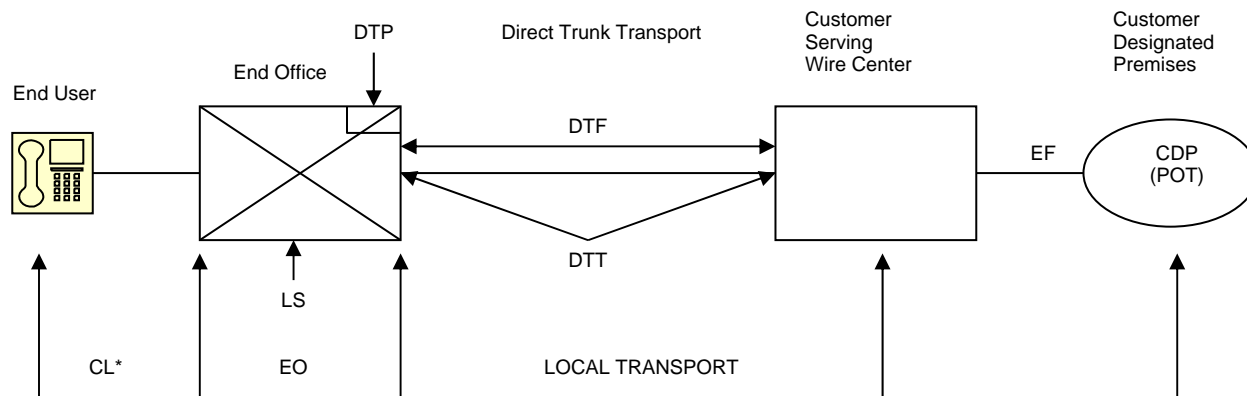 DTP
Direct Trunk Transport
Customer
Serving
Wire Center
Customer
Designated
Premises
End Office
End User
DTF
EF
CDP
(POT)
DTT
LS
CL*
EO
LOCAL TRANSPORT